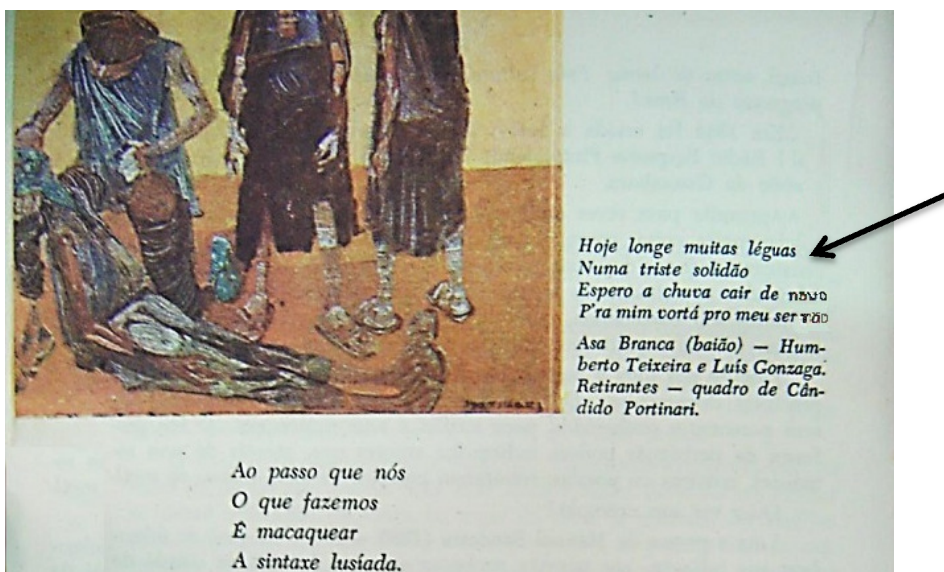 Hoje longe muitas léguas
Numa triste solidão
Espero a chuva cair de novo
P'ra mim vortá pro meu sertão
Asa Branca (baião) — Hum-
berto Teixeira e Luís Gonzaga.
Retirantes — quadro de Cân-
dido Portinari.
Ao passo que nós
O que fazemos
É macaquear
A sintaxe lusíada.